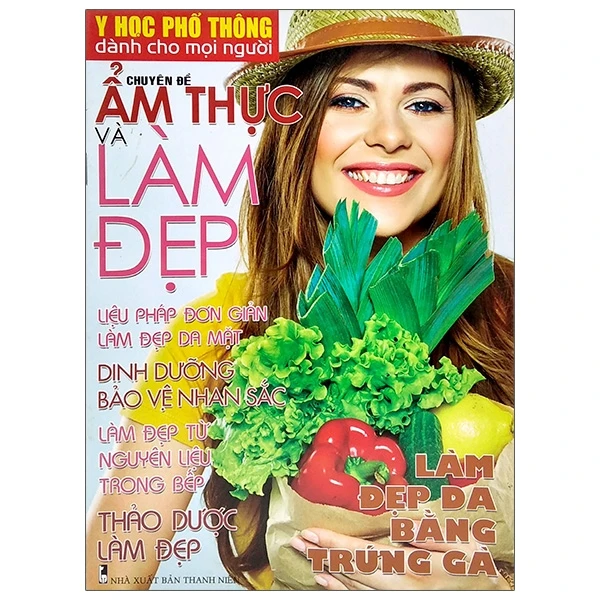 Y HỌC PHỔ THÔNG
dành cho mọi người
CHUYÊN ĐỀ
ẨM THỰC
VÀ
LÀM
ĐẸP
LIỆU PHÁP ĐƠN GIẢN
LÀM ĐẸP DA MẶT
DINH DƯỠNG
BẢO VỆ NHAN SẮC
LÀM ĐẸP TỪ
NGUYÊN LIỆU
TRONG BẾP
THẢO DƯỢC
LÀM ĐẸP
LÀM
ĐẸP DA
BẰNG
TRỨNG GÀ
NHÀ XUẤT BẢN THANH NIÊN